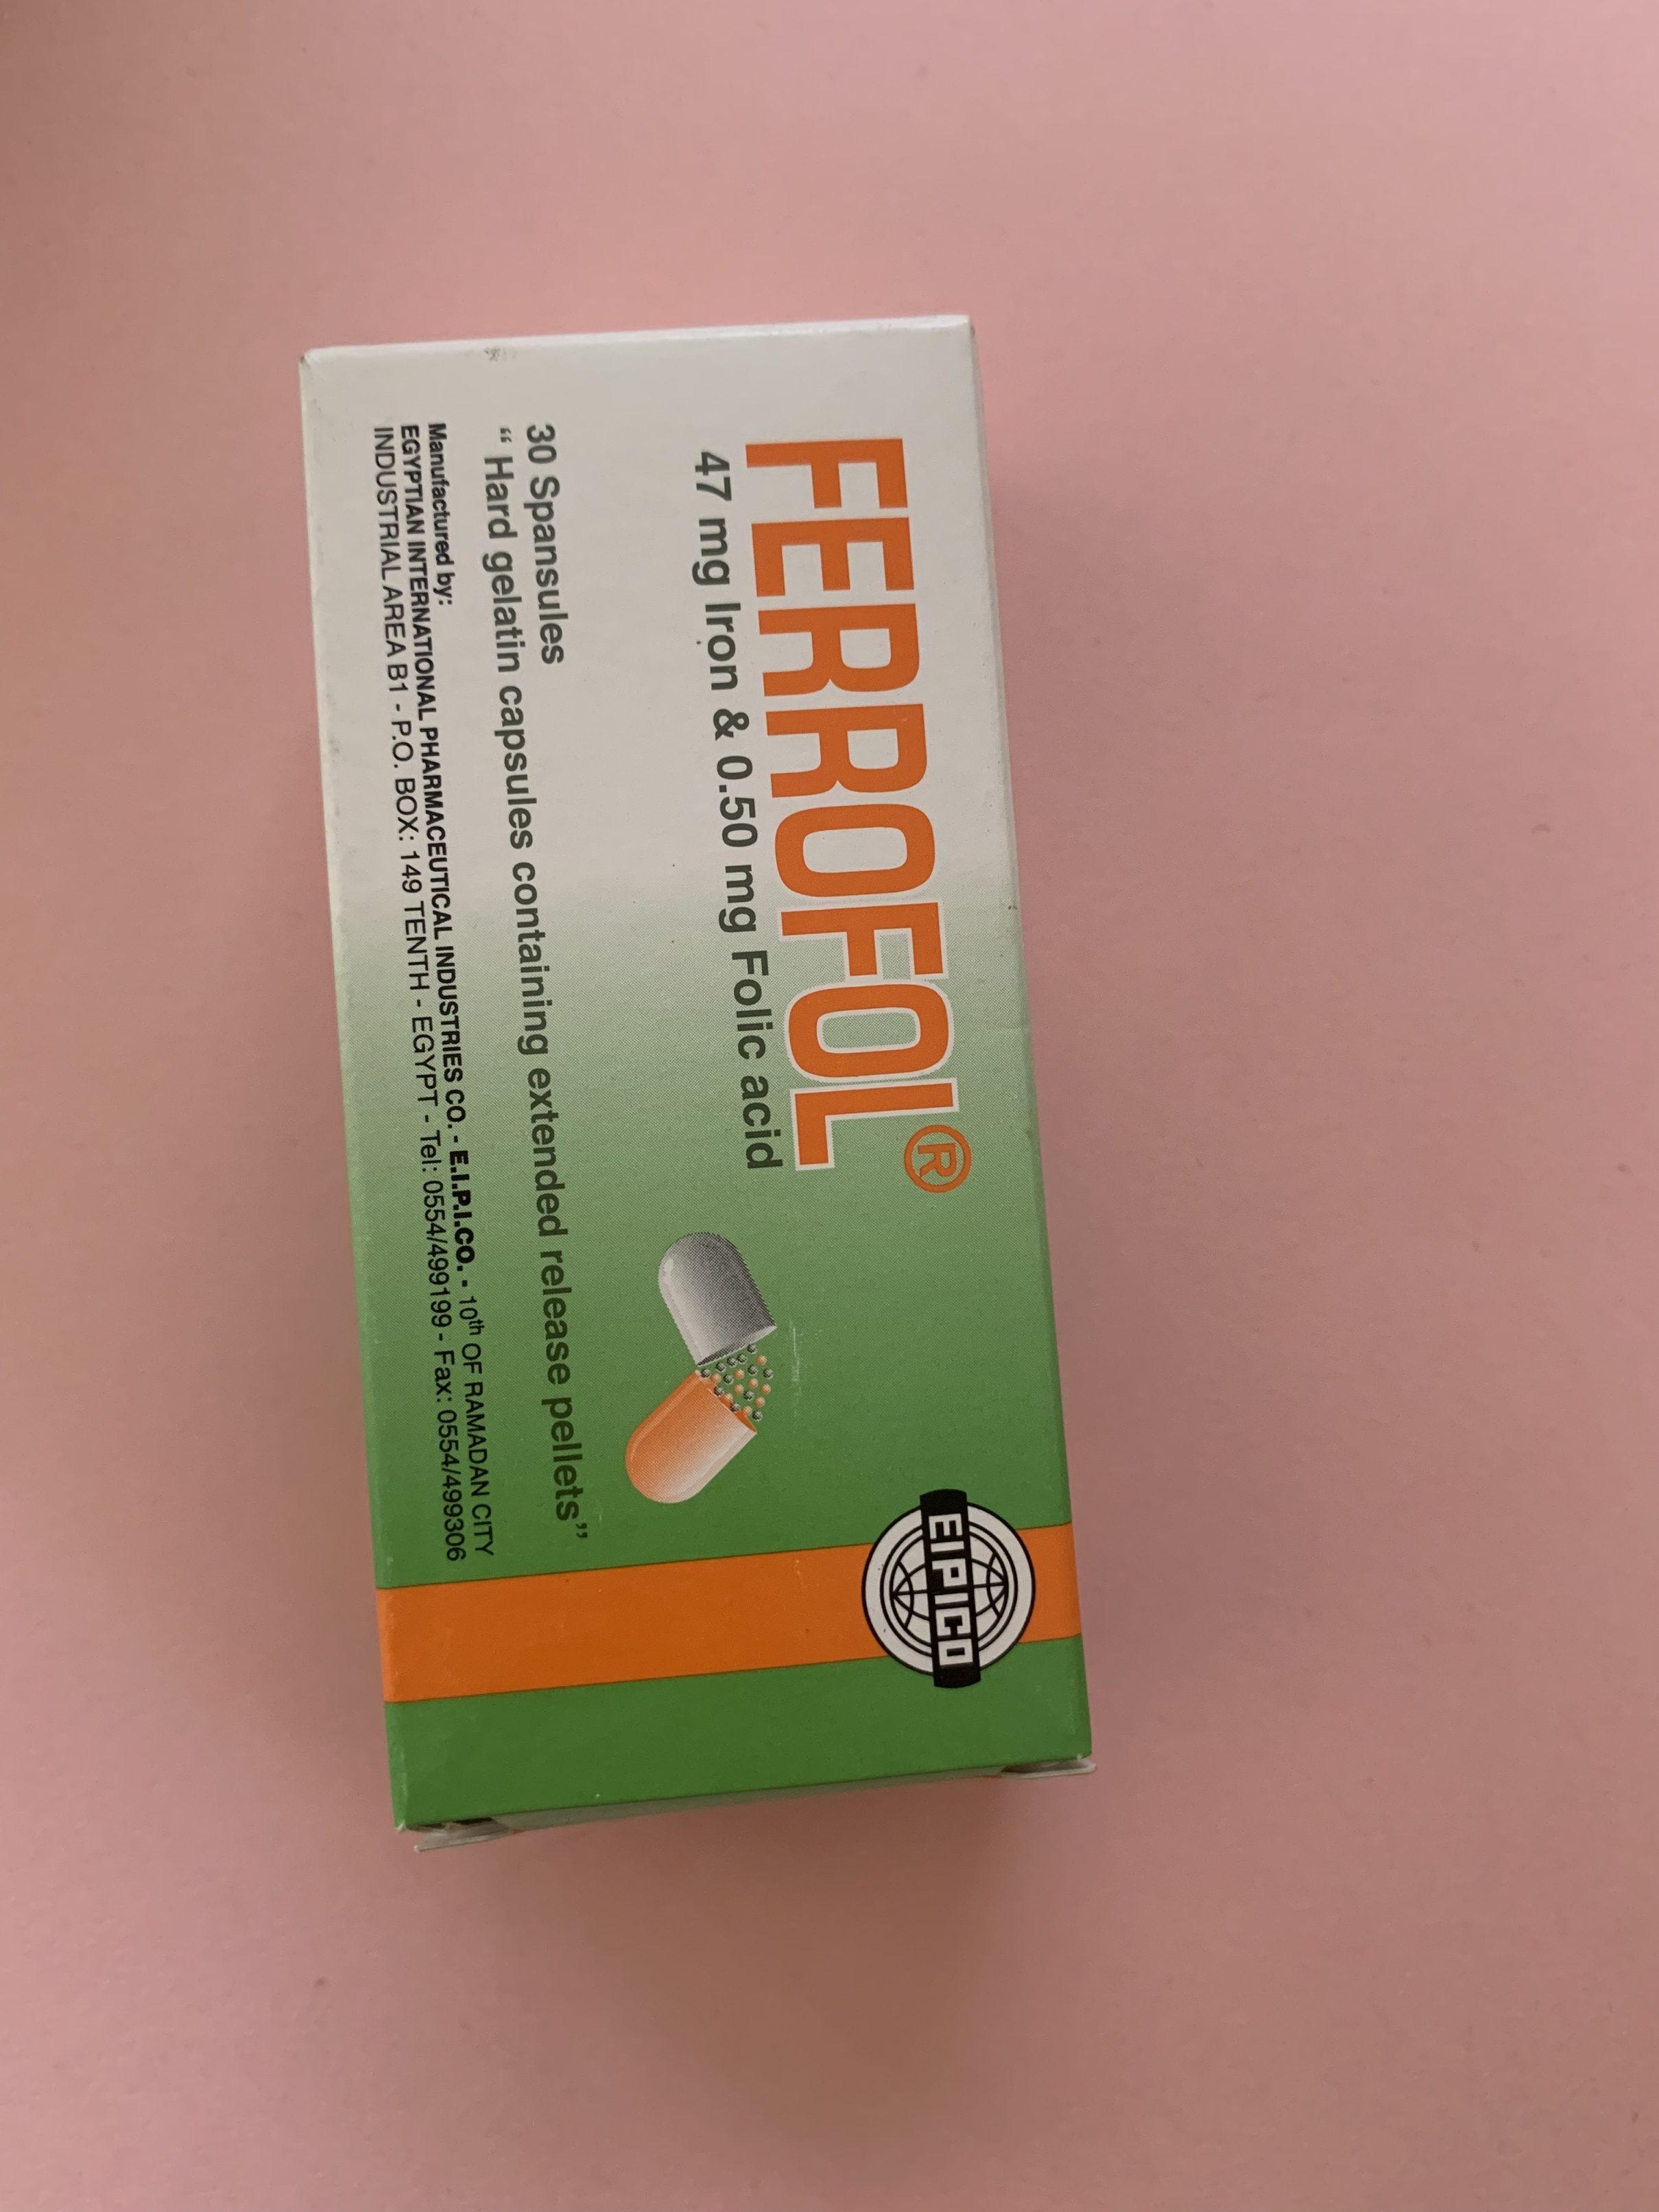 FERROFOL®
47 mg Iron & 0.50 mg Folic acid
30 Spansules
“ Hard gelatin capsules containing extended release pellets”
Manufactured by:
EGYPTIAN INTERNATIONAL PHARMACEUTICAL INDUSTRIES CO. - E.I.P.I.CO. - 10th OF RAMADAN CITY
INDUSTRIAL AREA B1 - P.O. BOX: 149 TENTH - EGYPT - Tel: 0554/499199 - Fax: 0554/499306
EIPICO